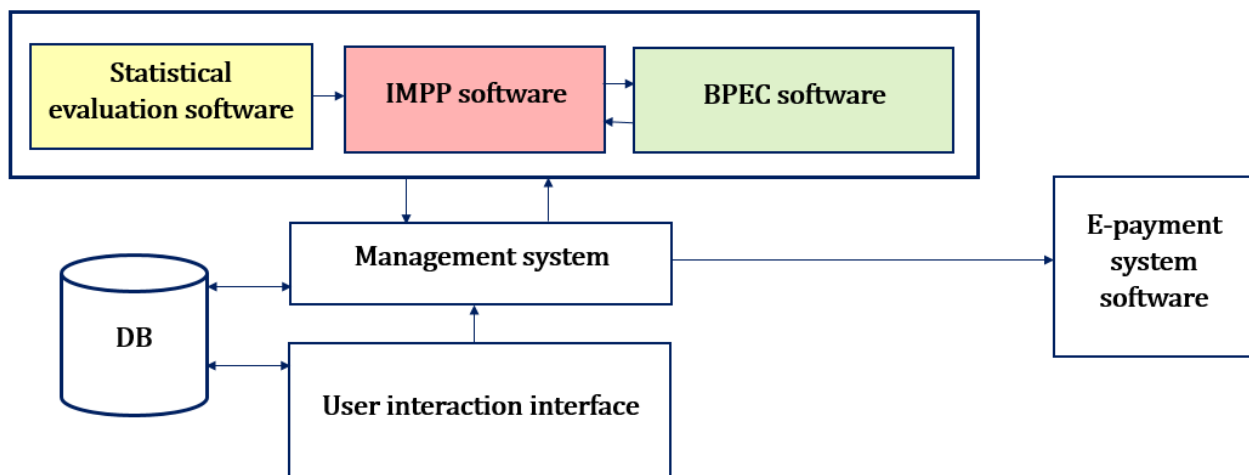 Statistical
evaluation software
IMPP software
BPEC software
Management system
E-payment
system
software
DB
User interaction interface